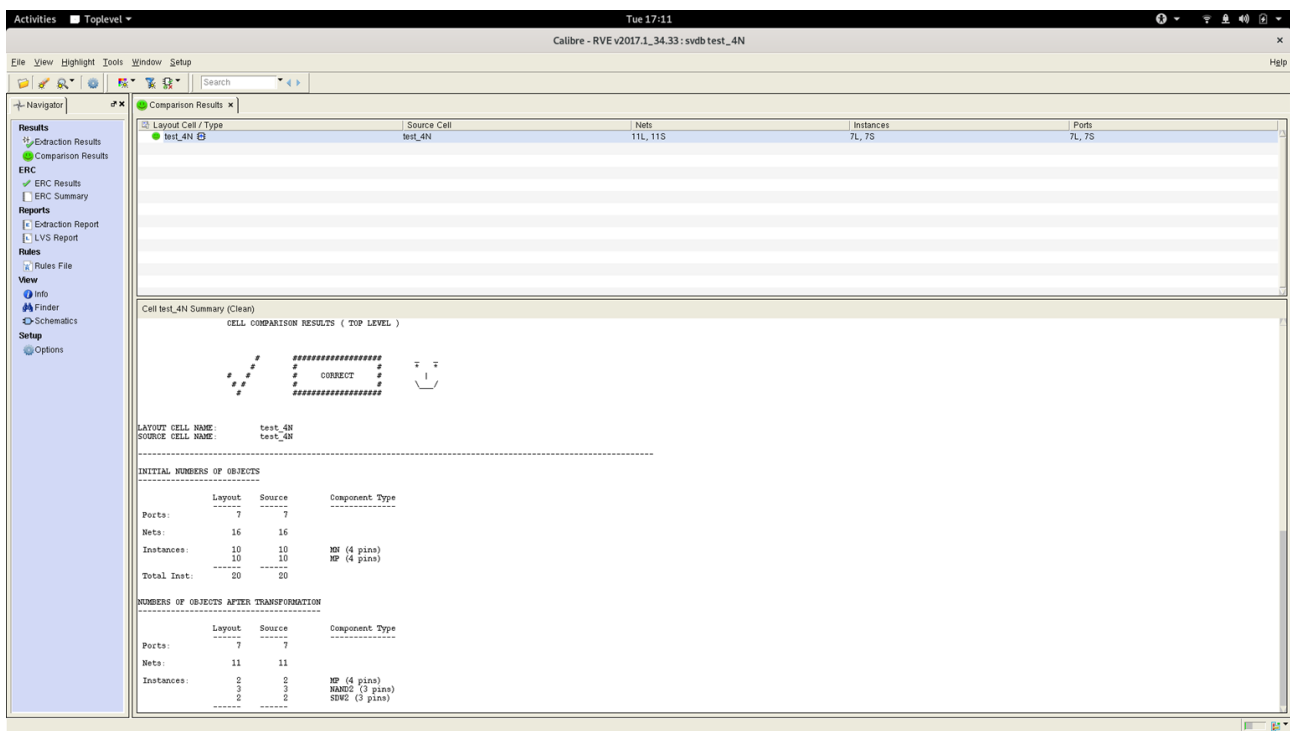 Activities Toplevel Tue 17:11
Calibre - RVE v2017.1_34.33 : svdb test_4N
File View Highlight Tools Window Setup Help
Search
Navigator
Results
Extraction Results
Comparison Results
ERC
ERC Results
ERC Summary
Reports
Extraction Report
LVS Report
Rules
Rules File
View
Info
Finder
Schematics
Setup
Options
Comparison Results
Layout Cell / Type Source Cell Nets Instances Ports
test_4N test_4N 11L, 11S 7L, 7S 7L, 7S
Cell test_4N Summary (Clean)
CELL COMPARISON RESULTS ( TOP LEVEL )
CORRECT
LAYOUT CELL NAME: test_4N
SOURCE CELL NAME: test_4N
INITIAL NUMBERS OF OBJECTS
Layout Source Component Type
Ports: 7 7
Nets: 16 16
Instances: 10 10 MN (4 pins)
10 10 MP (4 pins)
Total Inst: 20 20
NUMBERS OF OBJECTS AFTER TRANSFORMATION
Layout Source Component Type
Ports: 7 7
Nets: 11 11
Instances: 2 2 MP (4 pins)
3 3 NAND2 (3 pins)
2 2 SDW2 (3 pins)